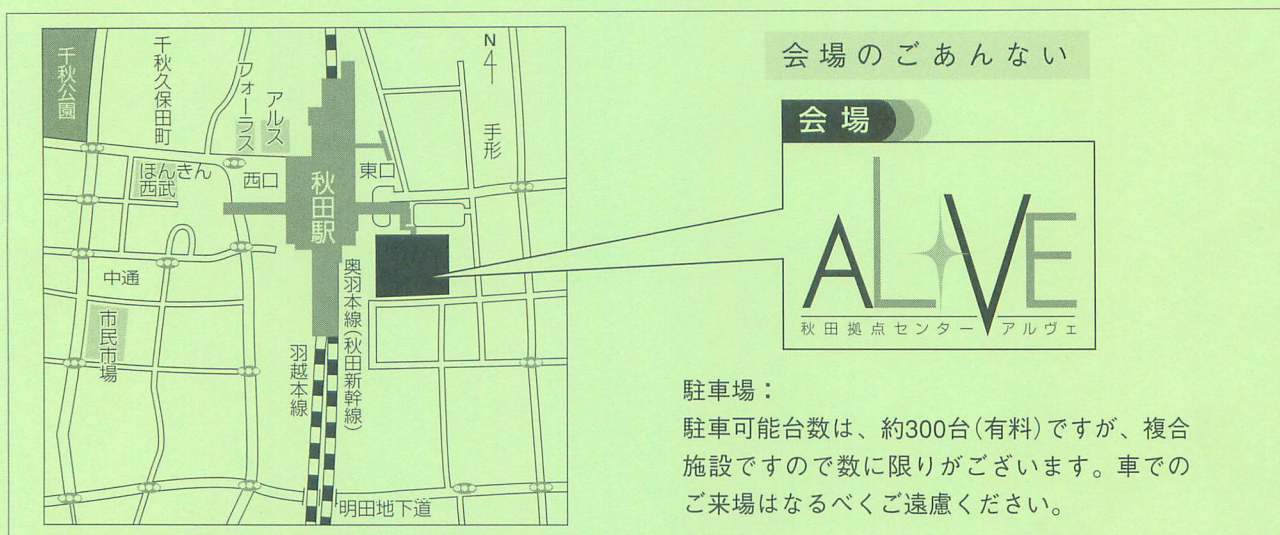 千秋公園
千秋久保田町
フォーラス
アルス
N
手形
ほんきん
西武
西口
秋田駅
東口
中通
市民市場
羽越本線
奥羽本線(秋田新幹線)
明田地下道
会場のごあんない
会場
ALVE
秋田拠点センター アルヴェ
駐車場：
駐車可能台数は、約300台(有料)ですが、複合
施設ですので数に限りがございます。車での
ご来場はなるべくご遠慮ください。